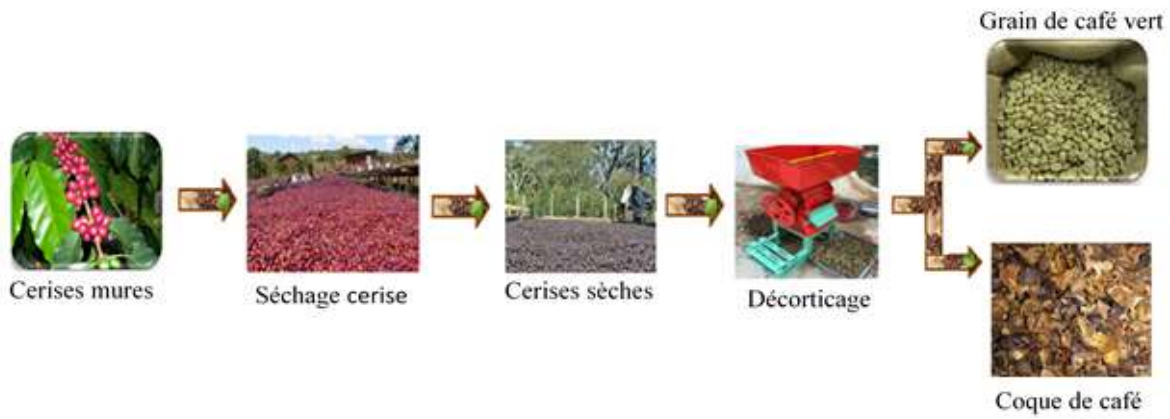 Grain de café vert
Cerises mures
Séchage cerise
Cerises sèches
Décorticage
Coque de café